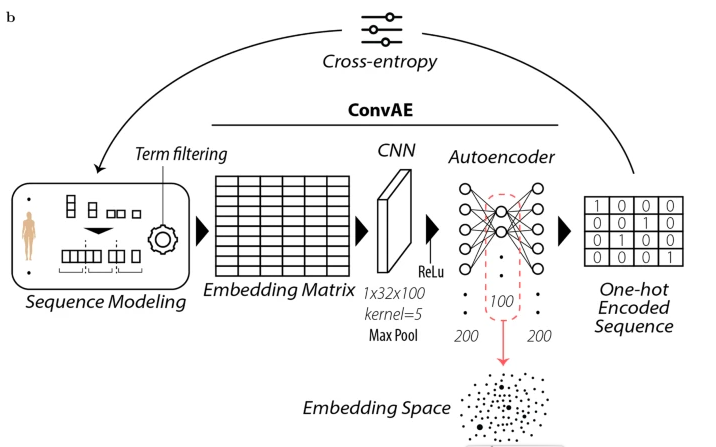 b
Cross-entropy
ConvAE
Term filtering
CNN
Autoencoder
1 0 0 0
0 0 1 0
0 1 0 0
0 0 0 1
ReLu
Sequence Modeling
Embedding Matrix
1x32x100
kernel=5
Max Pool
100
200
200
One-hot
Encoded
Sequence
Embedding Space